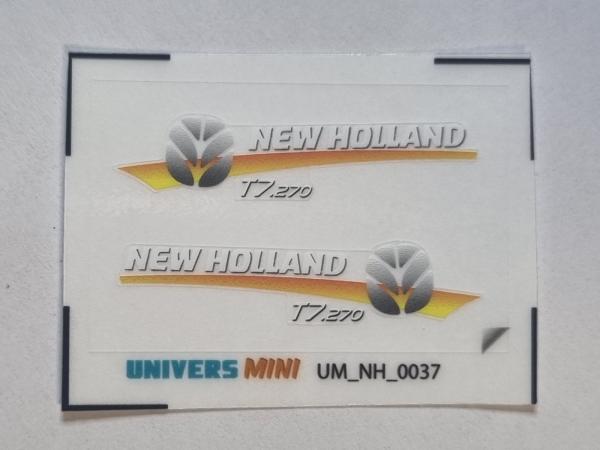 NEW HOLLAND
T7.270
NEW HOLLAND
T7.270
UNIVERS MINI UM_NH_0037